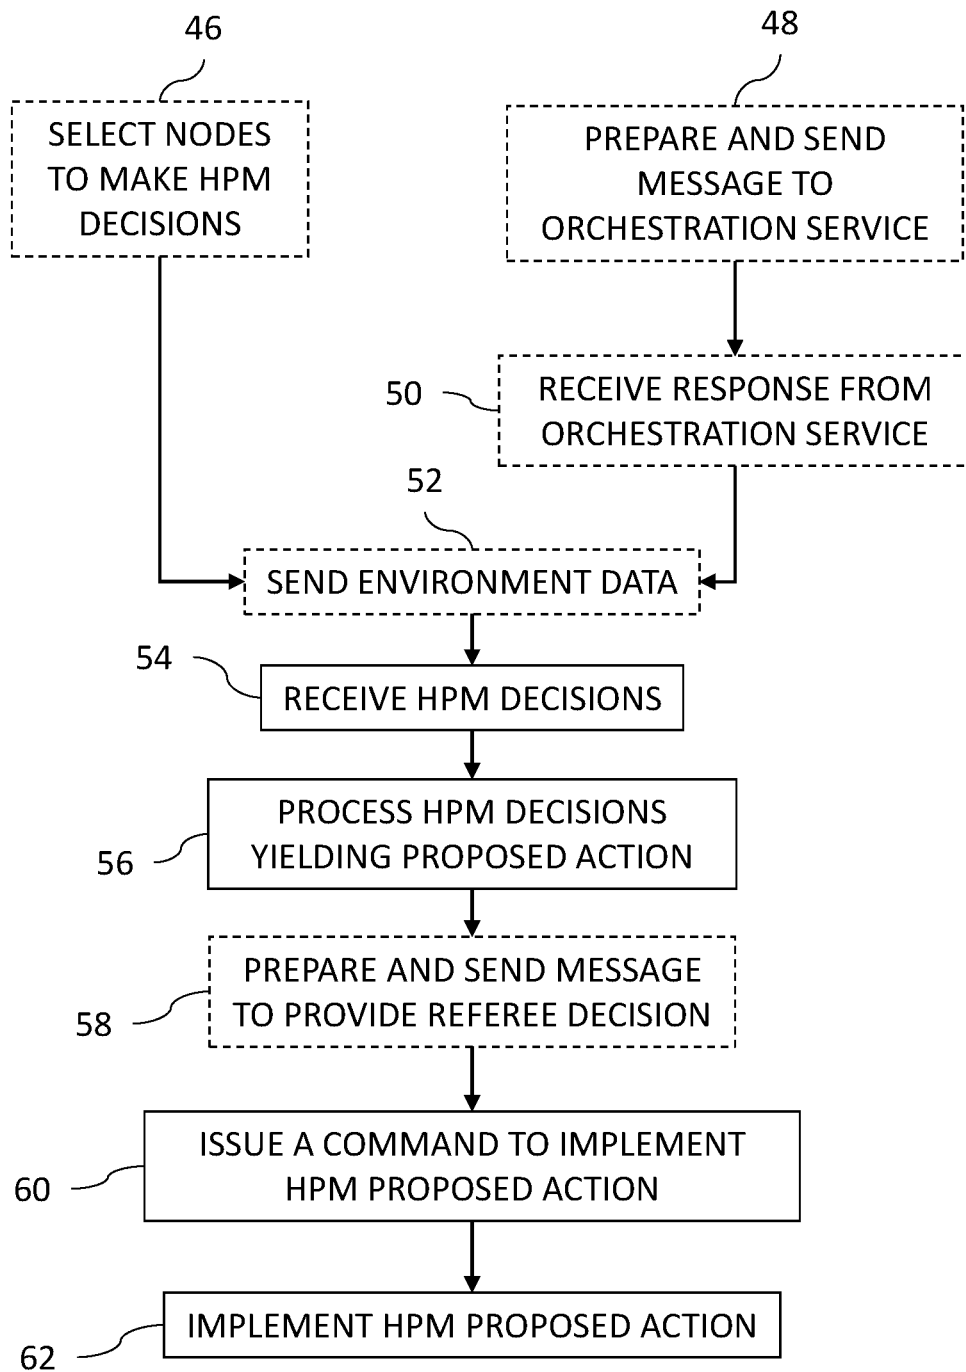 46
48
SELECT NODES
TO MAKE HPM
DECISIONS
PREPARE AND SEND
MESSAGE TO
ORCHESTRATION SERVICE
50
RECEIVE RESPONSE FROM
ORCHESTRATION SERVICE
52
SEND ENVIRONMENT DATA
54
RECEIVE HPM DECISIONS
56
PROCESS HPM DECISIONS
YIELDING PROPOSED ACTION
58
PREPARE AND SEND MESSAGE
TO PROVIDE REFEREE DECISION
60
ISSUE A COMMAND TO IMPLEMENT
HPM PROPOSED ACTION
62
IMPLEMENT HPM PROPOSED ACTION